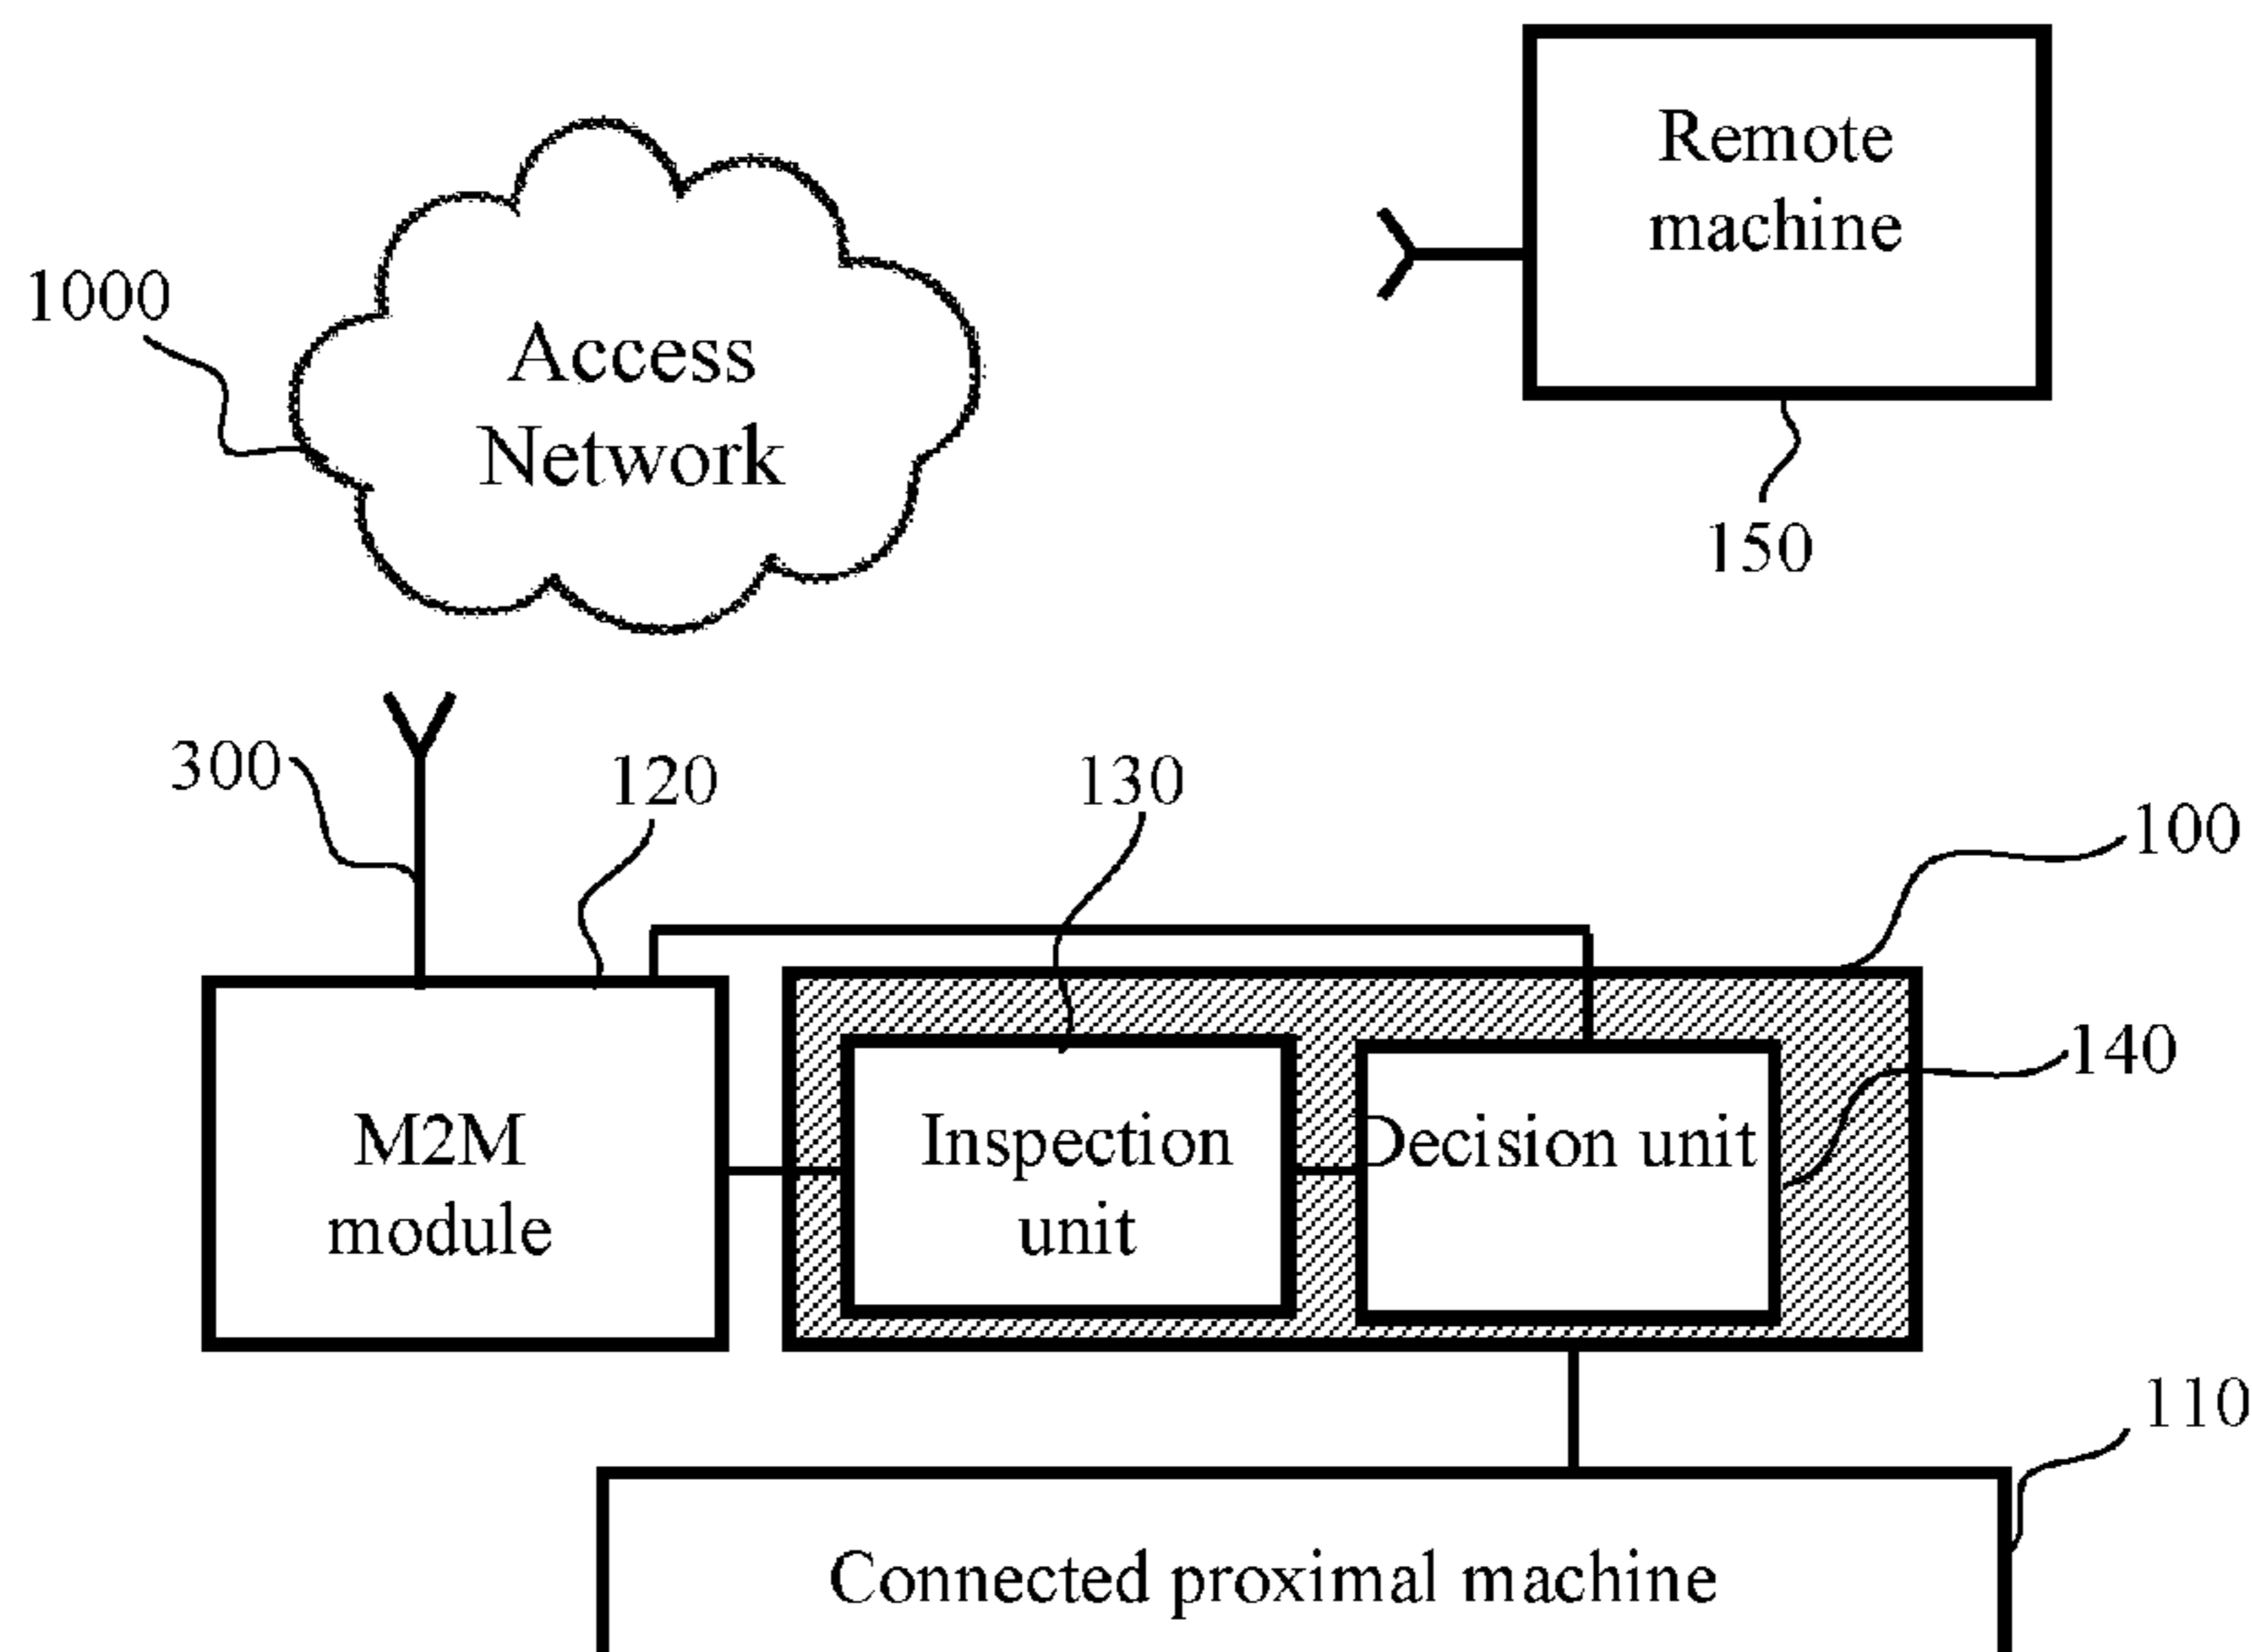 Remote
machine
1000
Access
Network
150
300
120
130
100
140
M2M
module
Inspection
unit
Decision unit
110
Connected proximal machine